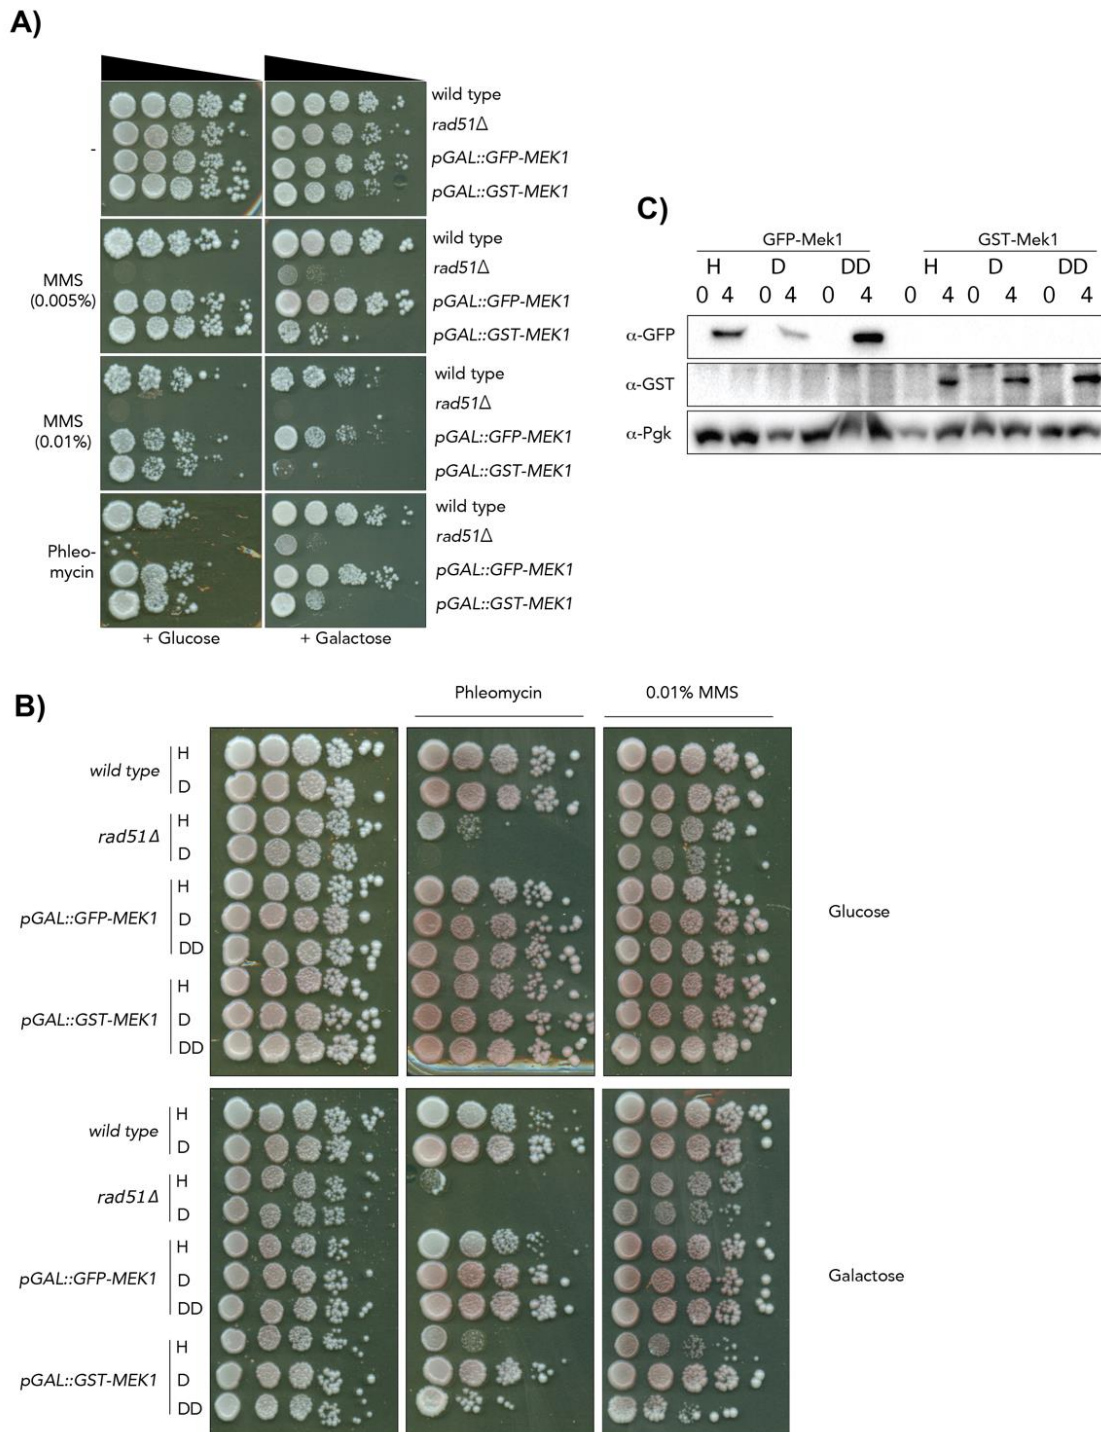 A)
-
wild type
rad51Δ
pGAL::GFP-MEK1
pGAL::GST-MEK1
MMS
(0.005%)
wild type
rad51Δ
pGAL::GFP-MEK1
pGAL::GST-MEK1
MMS
(0.01%)
wild type
rad51Δ
pGAL::GFP-MEK1
pGAL::GST-MEK1
Phleo-
mycin
wild type
rad51Δ
pGAL::GFP-MEK1
pGAL::GST-MEK1
+ Glucose + Galactose
C)
GFP-Mek1 GST-Mek1
H D DD H D DD
0 4 0 4 0 4 0 4 0 4 0 4
α-GFP
α-GST
α-Pgk
B)
Phleomycin 0.01% MMS
wild type H
D
rad51Δ H
D
pGAL::GFP-MEK1 H
D
DD
pGAL::GST-MEK1 H
D
DD
Glucose
wild type H
D
rad51Δ H
D
pGAL::GFP-MEK1 H
D
DD
pGAL::GST-MEK1 H
D
DD
Galactose